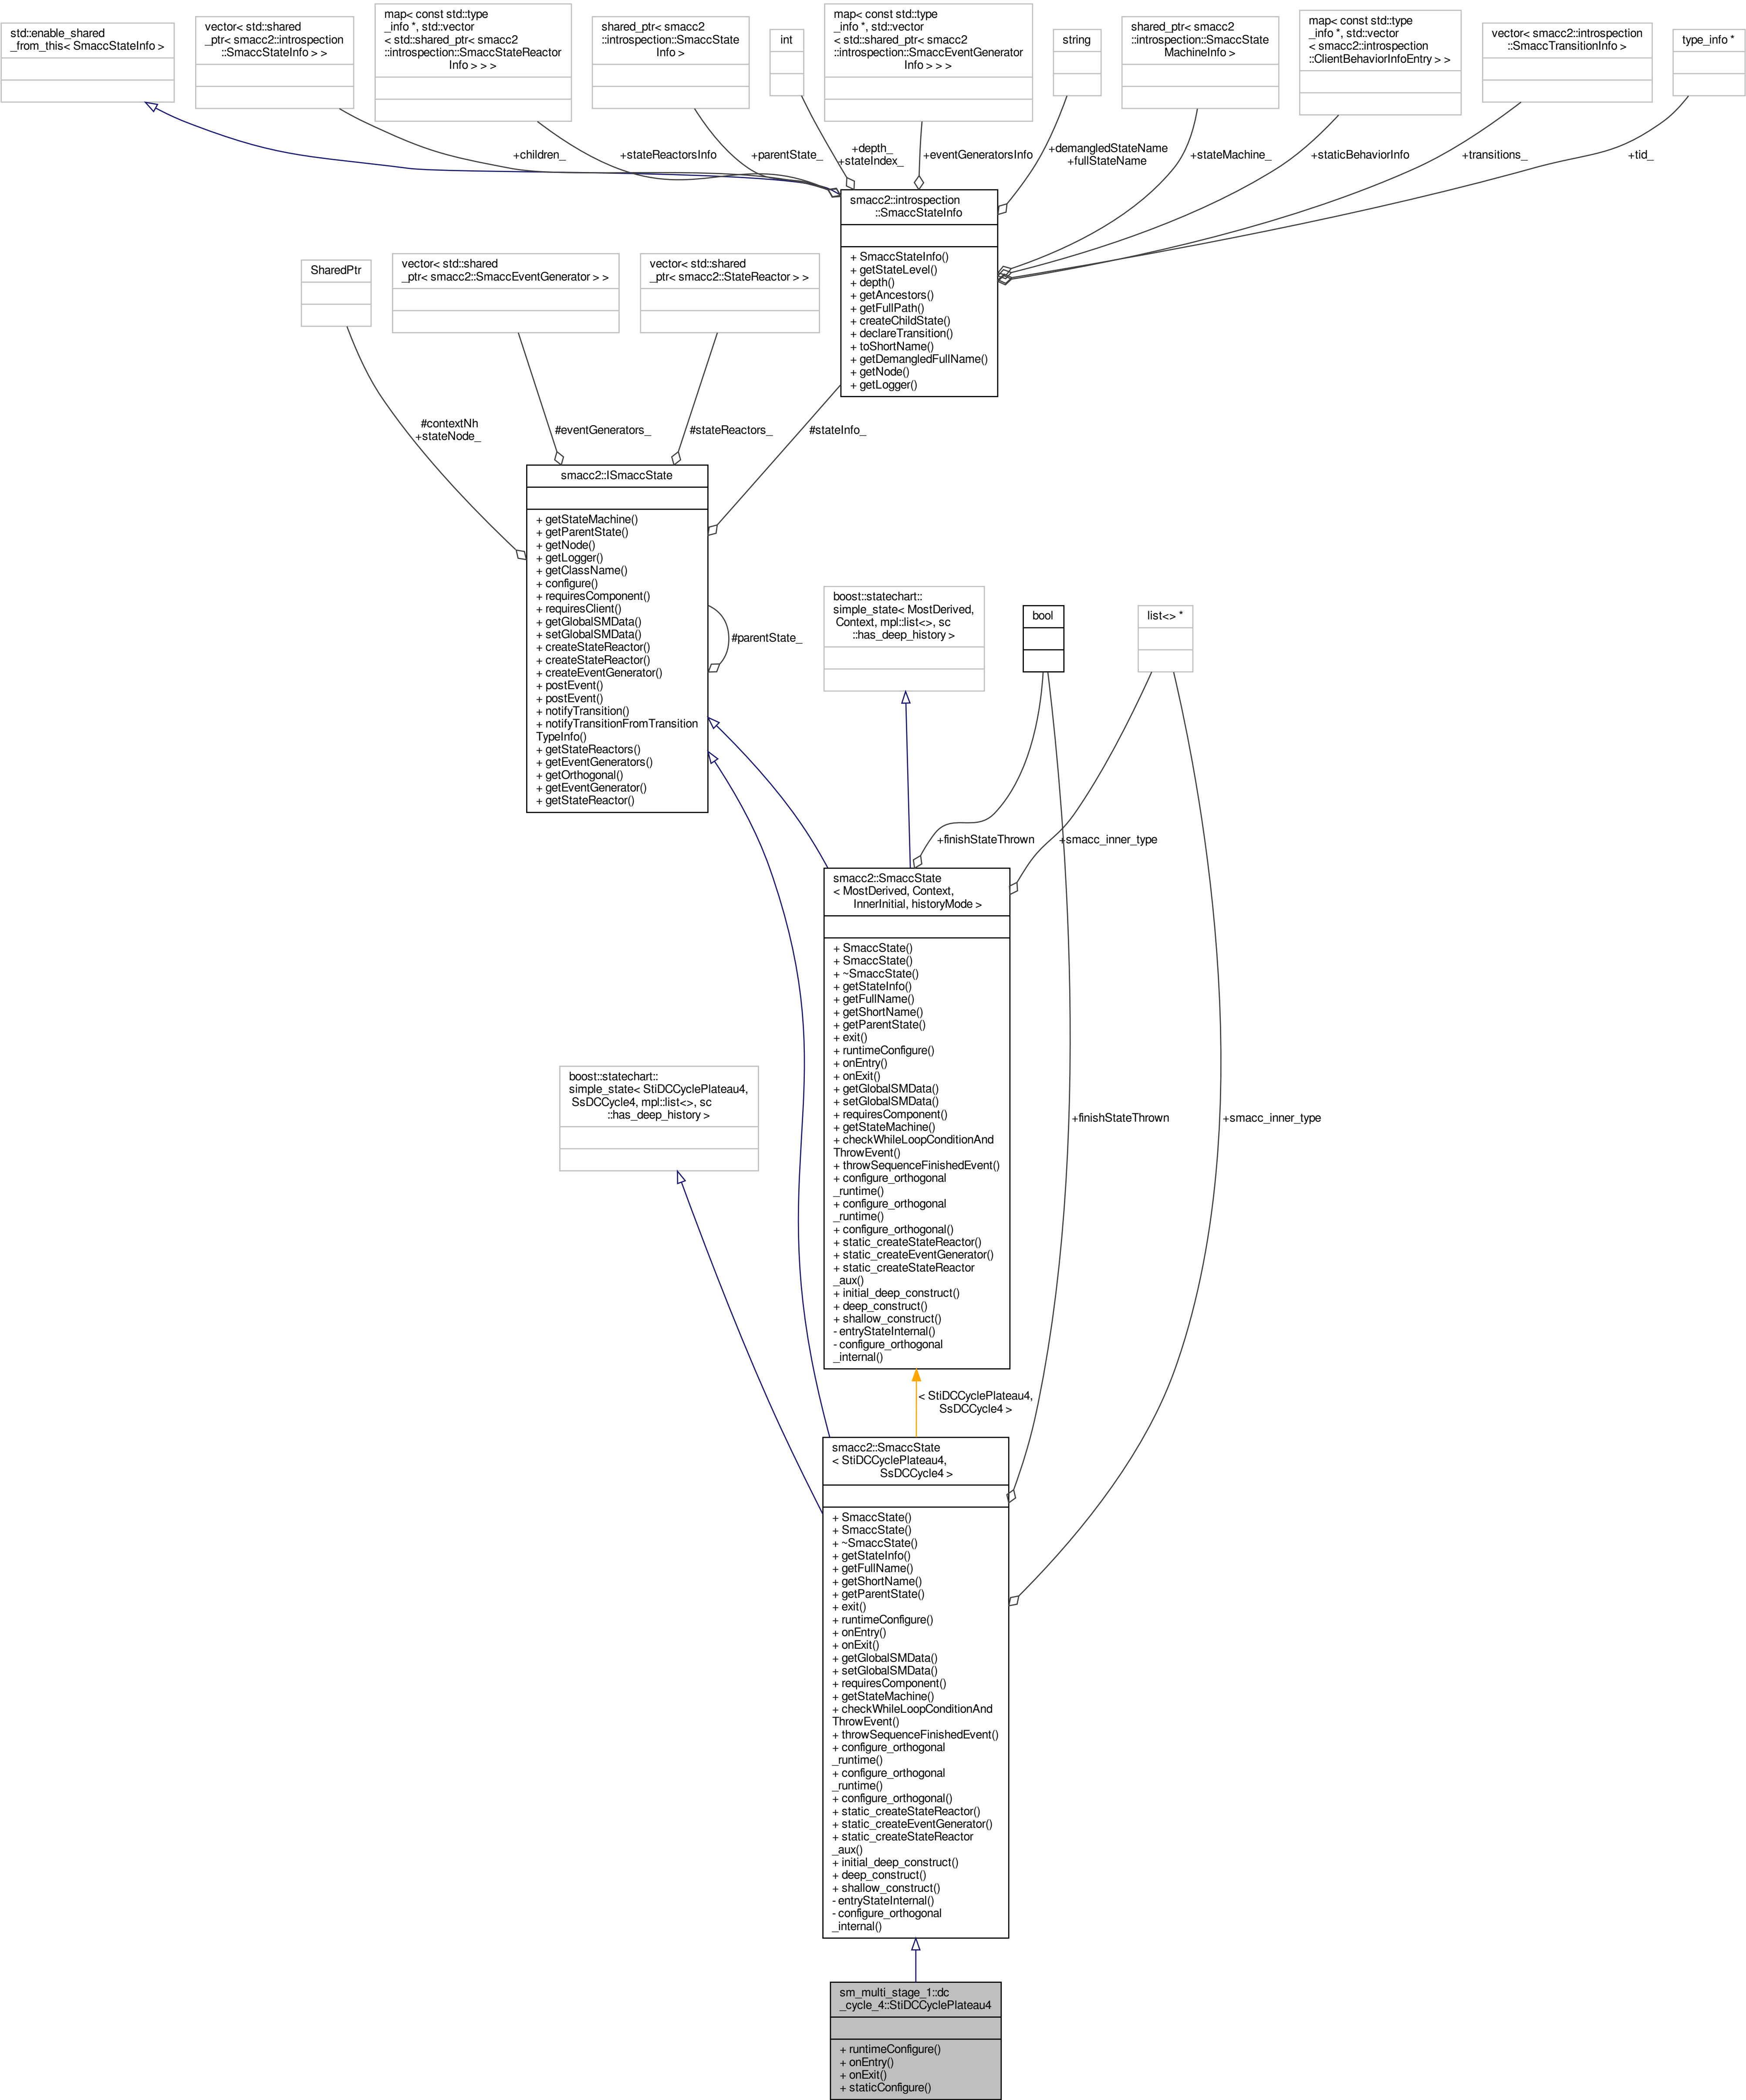 std::enable_shared
_from_this< SmaccStateInfo >
vector< std::shared
_ptr< smacc2::introspection
::SmaccStateInfo > >
map< const std::type
_info *, std::vector
< std::shared_ptr< smacc2
::introspection::SmaccStateReactor
Info > > >
shared_ptr< smacc2
::introspection::SmaccState
Info >
int
map< const std::type
_info *, std::vector
< std::shared_ptr< smacc2
::introspection::SmaccEventGenerator
Info > > >
string
shared_ptr< smacc2
::introspection::SmaccState
MachineInfo >
map< const std::type
_info *, std::vector
< smacc2::introspection
::ClientBehaviorInfoEntry > >
vector< smacc2::introspection
::SmaccTransitionInfo >
type_info *
+children_
+stateReactorsInfo
+parentState_
+depth_
+stateIndex_
+eventGeneratorsInfo
+demangledStateName
+fullStateName
+stateMachine_
+staticBehaviorInfo
+transitions_
+tid_
smacc2::introspection
::SmaccStateInfo
+ SmaccStateInfo()
+ getStateLevel()
+ depth()
+ getAncestors()
+ getFullPath()
+ createChildState()
+ declareTransition()
+ toShortName()
+ getDemangledFullName()
+ getNode()
+ getLogger()
SharedPtr
vector< std::shared
_ptr< smacc2::SmaccEventGenerator > >
vector< std::shared
_ptr< smacc2::StateReactor > >
#contextNh
+stateNode_
#eventGenerators_
#stateReactors_
#stateInfo_
smacc2::ISmaccState
+ getStateMachine()
+ getParentState()
+ getNode()
+ getLogger()
+ getClassName()
+ configure()
+ requiresComponent()
+ requiresClient()
+ getGlobalSMData()
+ setGlobalSMData()
+ createStateReactor()
+ createStateReactor()
+ createEventGenerator()
+ postEvent()
+ postEvent()
+ notifyTransition()
+ notifyTransitionFromTransition
TypeInfo()
+ getStateReactors()
+ getEventGenerators()
+ getOrthogonal()
+ getEventGenerator()
+ getStateReactor()
#parentState_
boost::statechart::
simple_state< MostDerived,
Context, mpl::list<>, sc
::has_deep_history >
bool
list<> *
+finishStateThrown
+smacc_inner_type
smacc2::SmaccState
< MostDerived, Context,
InnerInitial, historyMode >
+ SmaccState()
+ SmaccState()
+ ~SmaccState()
+ getStateInfo()
+ getFullName()
+ getShortName()
+ getParentState()
+ exit()
+ runtimeConfigure()
+ onEntry()
+ onExit()
+ getGlobalSMData()
+ setGlobalSMData()
+ requiresComponent()
+ getStateMachine()
+ checkWhileLoopConditionAnd
ThrowEvent()
+ throwSequenceFinishedEvent()
+ configure_orthogonal
_runtime()
+ configure_orthogonal
_runtime()
+ configure_orthogonal()
+ static_createStateReactor()
+ static_createEventGenerator()
+ static_createStateReactor
_aux()
+ initial_deep_construct()
+ deep_construct()
+ shallow_construct()
- entryStateInternal()
- configure_orthogonal
_internal()
boost::statechart::
simple_state< StiDCCyclePlateau4,
SsDCCycle4, mpl::list<>, sc
::has_deep_history >
+finishStateThrown
+smacc_inner_type
< StiDCCyclePlateau4,
SsDCCycle4 >
smacc2::SmaccState
< StiDCCyclePlateau4,
SsDCCycle4 >
+ SmaccState()
+ SmaccState()
+ ~SmaccState()
+ getStateInfo()
+ getFullName()
+ getShortName()
+ getParentState()
+ exit()
+ runtimeConfigure()
+ onEntry()
+ onExit()
+ getGlobalSMData()
+ setGlobalSMData()
+ requiresComponent()
+ getStateMachine()
+ checkWhileLoopConditionAnd
ThrowEvent()
+ throwSequenceFinishedEvent()
+ configure_orthogonal
_runtime()
+ configure_orthogonal
_runtime()
+ configure_orthogonal()
+ static_createStateReactor()
+ static_createEventGenerator()
+ static_createStateReactor
_aux()
+ initial_deep_construct()
+ deep_construct()
+ shallow_construct()
- entryStateInternal()
- configure_orthogonal
_internal()
sm_multi_stage_1::dc
_cycle_4::StiDCCyclePlateau4
+ runtimeConfigure()
+ onEntry()
+ onExit()
+ staticConfigure()